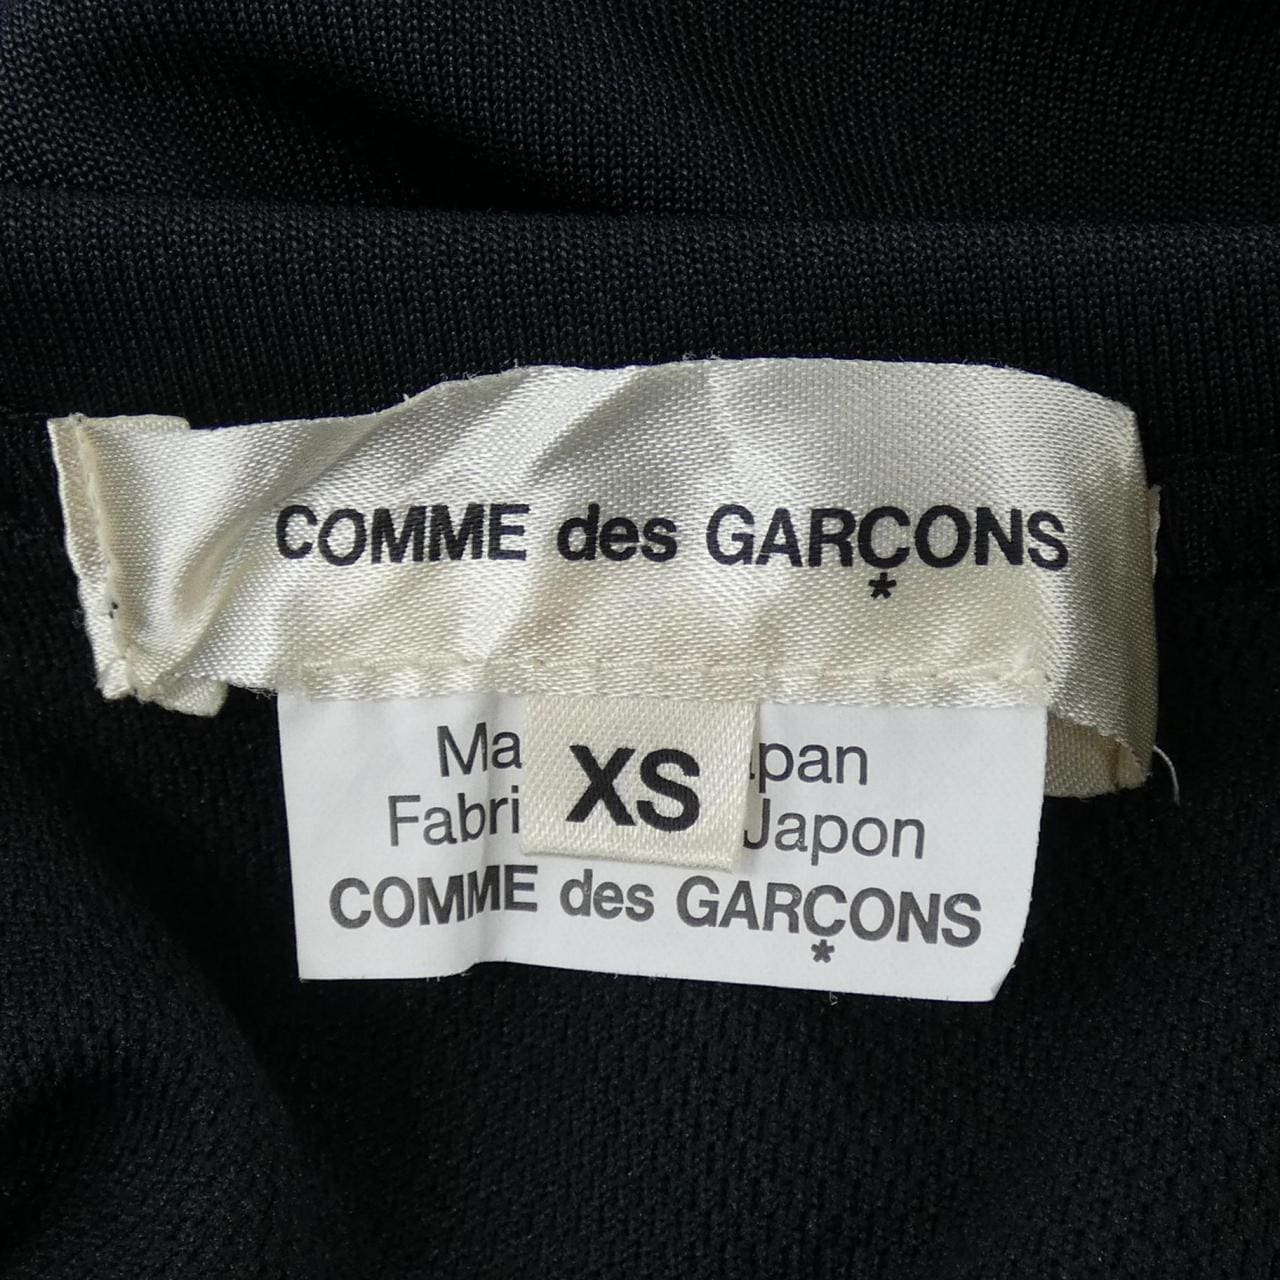 COMME des GARÇONS
*
Ma XS apan
Fabri Japon
COMME des GARÇONS
*